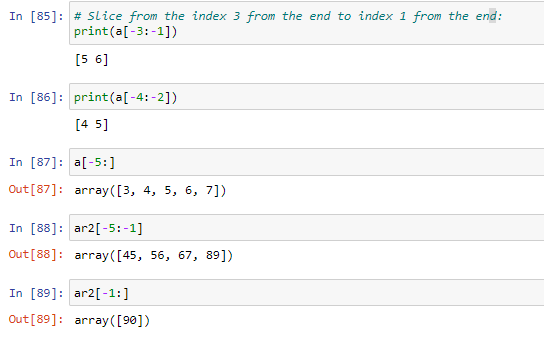 In [85]: # Slice from the index 3 from the end to index 1 from the end:
print(a[-3:-1])
[5 6]
In [86]: print(a[-4:-2])
[4 5]
In [87]: a[-5:]
Out[87]: array([3, 4, 5, 6, 7])
In [88]: ar2[-5:-1]
Out[88]: array([45, 56, 67, 89])
In [89]: ar2[-1:]
Out[89]: array([90])